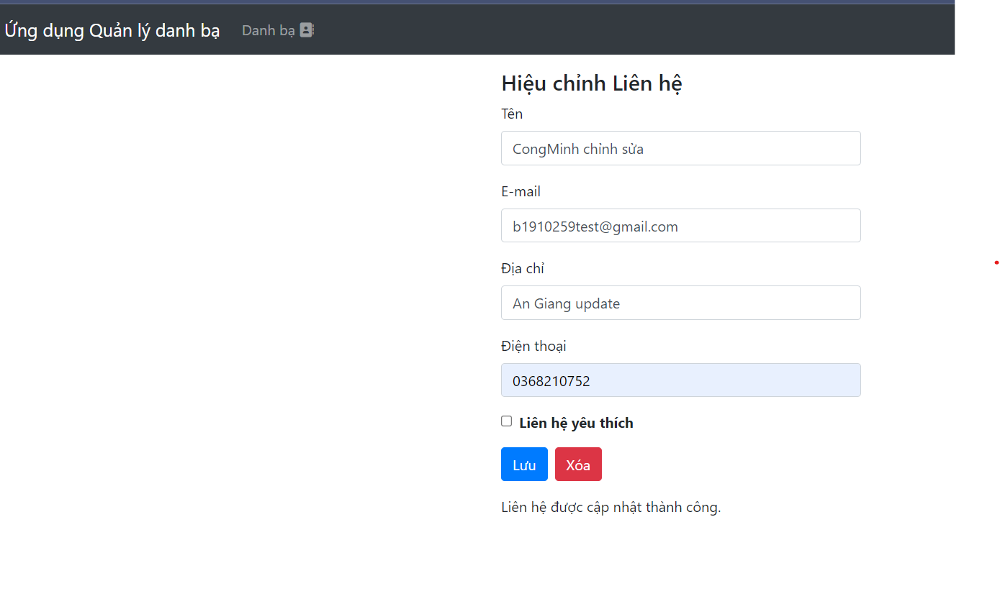 Ứng dụng Quản lý danh bạ Danh bạ
Hiệu chỉnh Liên hệ
Tên
CongMinh chỉnh sửa
E-mail
b1910259test@gmail.com
Địa chỉ
An Giang update
Điện thoại
0368210752
Liên hệ yêu thích
Lưu Xóa
Liên hệ được cập nhật thành công.